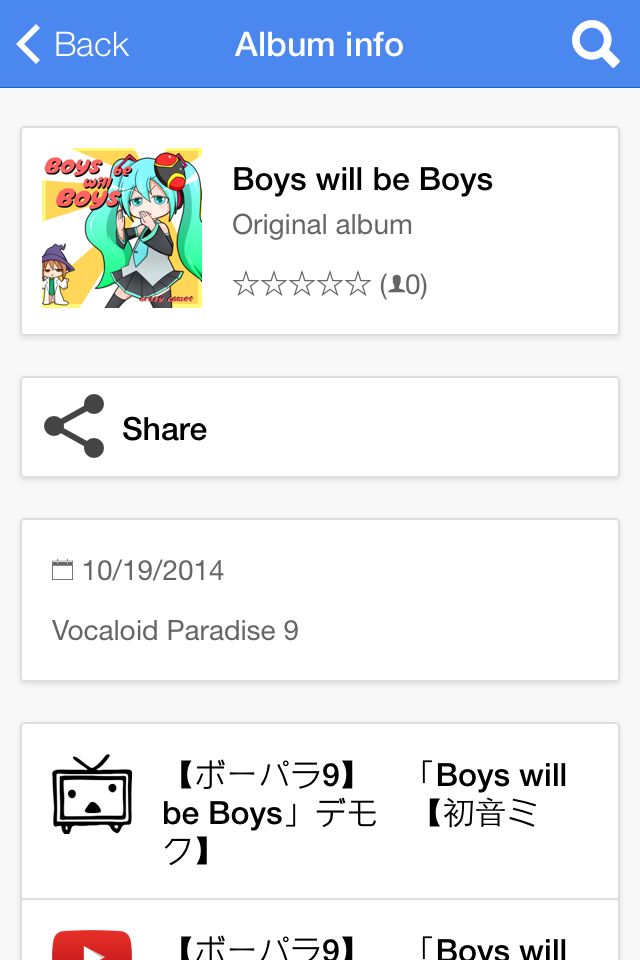 Back
Album info
Boys be
will
Boys
crazy comet
Boys will be Boys
Original album
(0)
Share
10/19/2014
Vocaloid Paradise 9
【ボーパラ9】 「Boys will
be Boys」デモ 【初音ミ
ク】
【ボーパラ9】 「Boys will